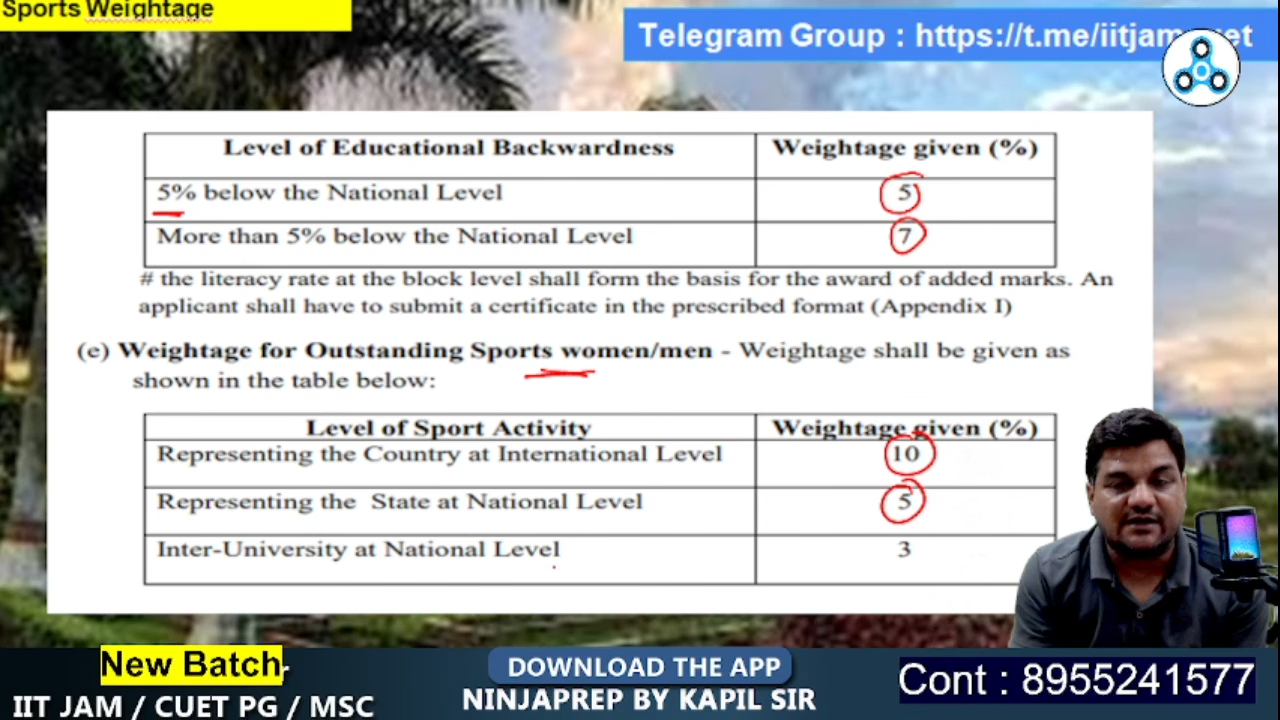 Sports Weightage
Telegram Group : https://t.me/iitjam
Level of Educational Backwardness Weightage given (%)
5% below the National Level 5
More than 5% below the National Level 7
# the literacy rate at the block level shall form the basis for the award of added marks. An
applicant shall have to submit a certificate in the prescribed format (Appendix I)
(e) Weightage for Outstanding Sports women/men - Weightage shall be given as
shown in the table below:
Level of Sport Activity Weightage given (%)
Representing the Country at International Level 10
Representing the State at National Level 5
Inter-University at National Level 3
New Batch
DOWNLOAD THE APP
Cont : 8955241577
IIT JAM / CUET PG / MSC
NINJAPREP BY KAPIL SIR